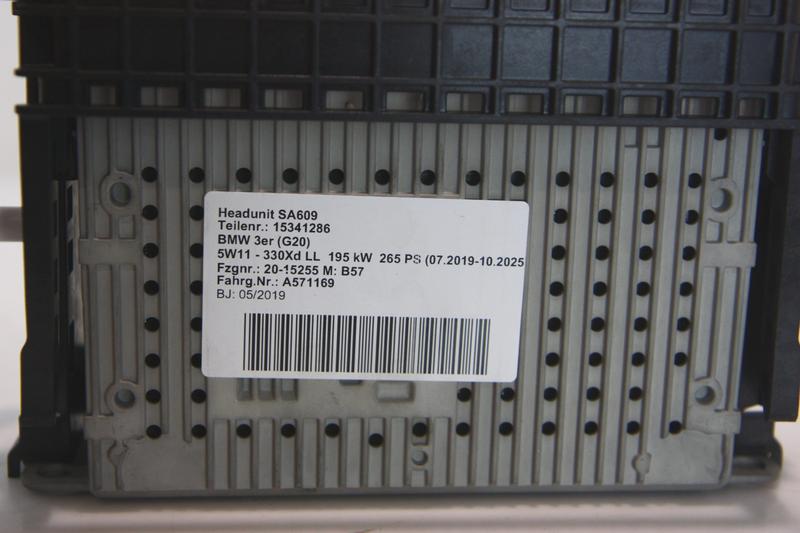 Headunit SA609
Teilenr.: 15341286
BMW 3er (G20)
5W11 - 330Xd LL 195 kW 265 PS (07.2019-10.2025
Fzgnr.: 20-15255 M: B57
Fahrg.Nr.: A571169
BJ: 05/2019